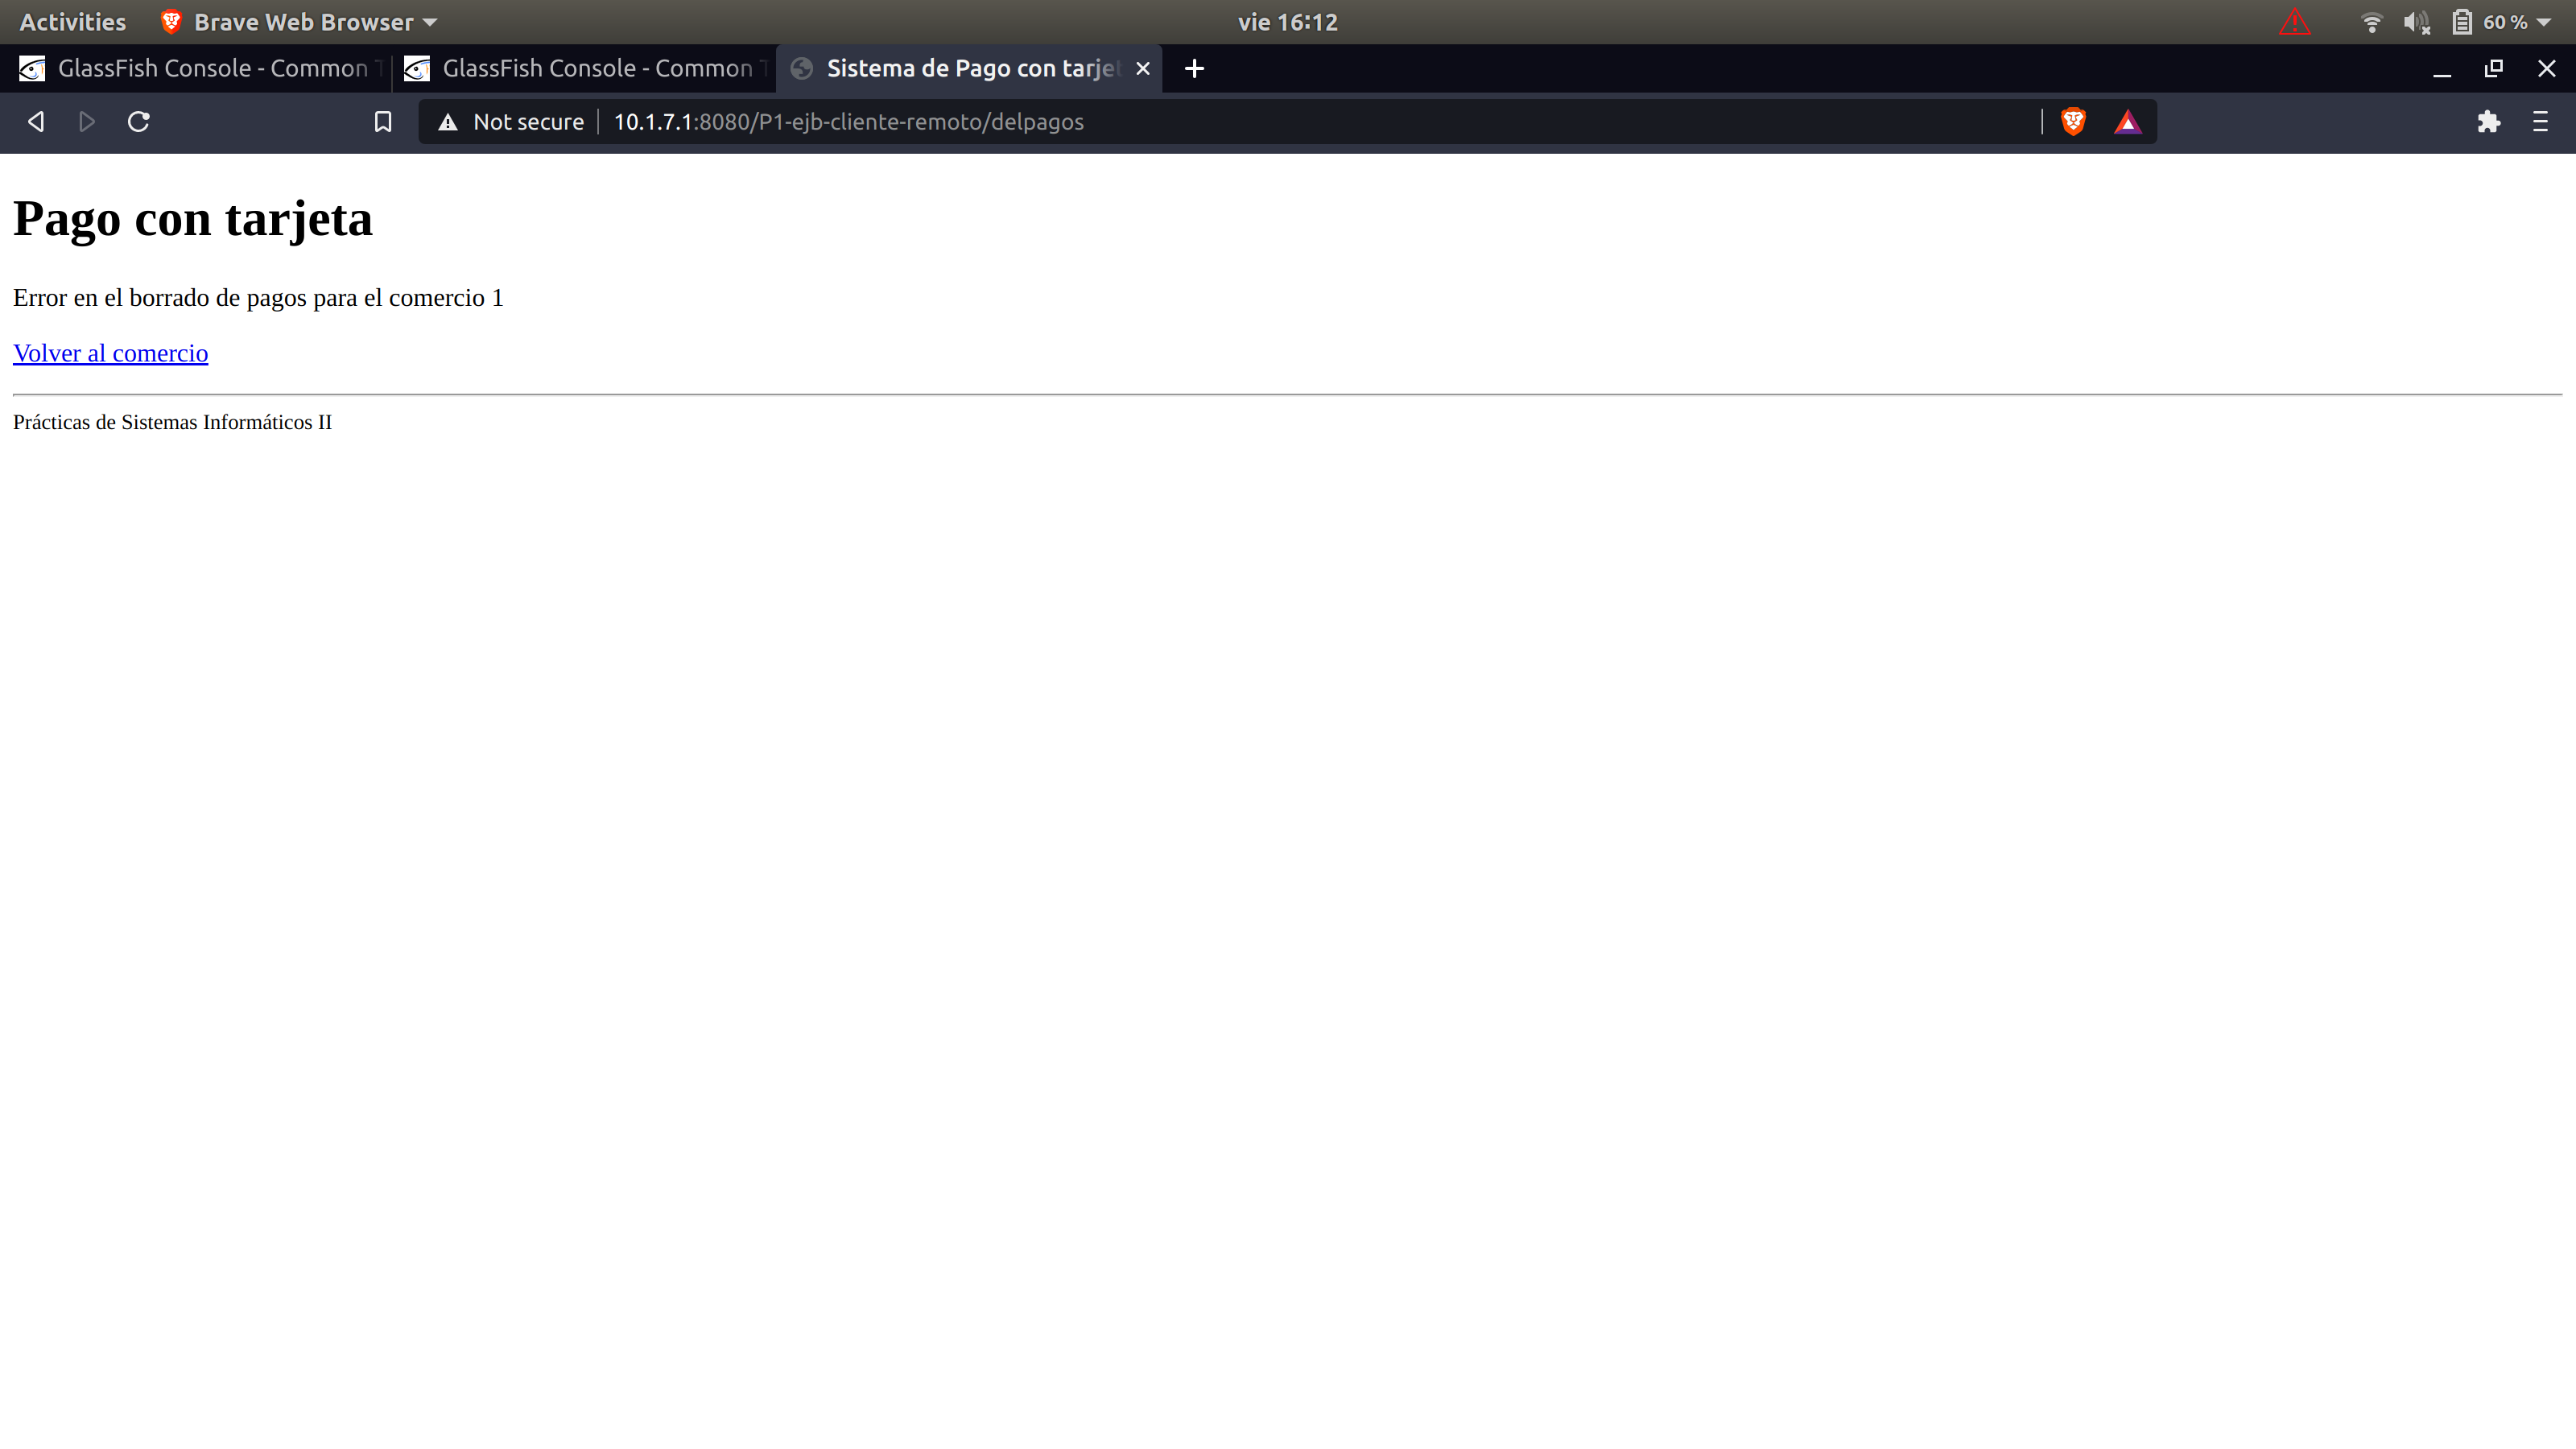 Activities Brave Web Browser vie 16:12 60 %
GlassFish Console - Common T GlassFish Console - Common T Sistema de Pago con tarjet
Not secure 10.1.7.1:8080/P1-ejb-cliente-remoto/delpagos
Pago con tarjeta
Error en el borrado de pagos para el comercio 1
Volver al comercio
Prácticas de Sistemas Informáticos II